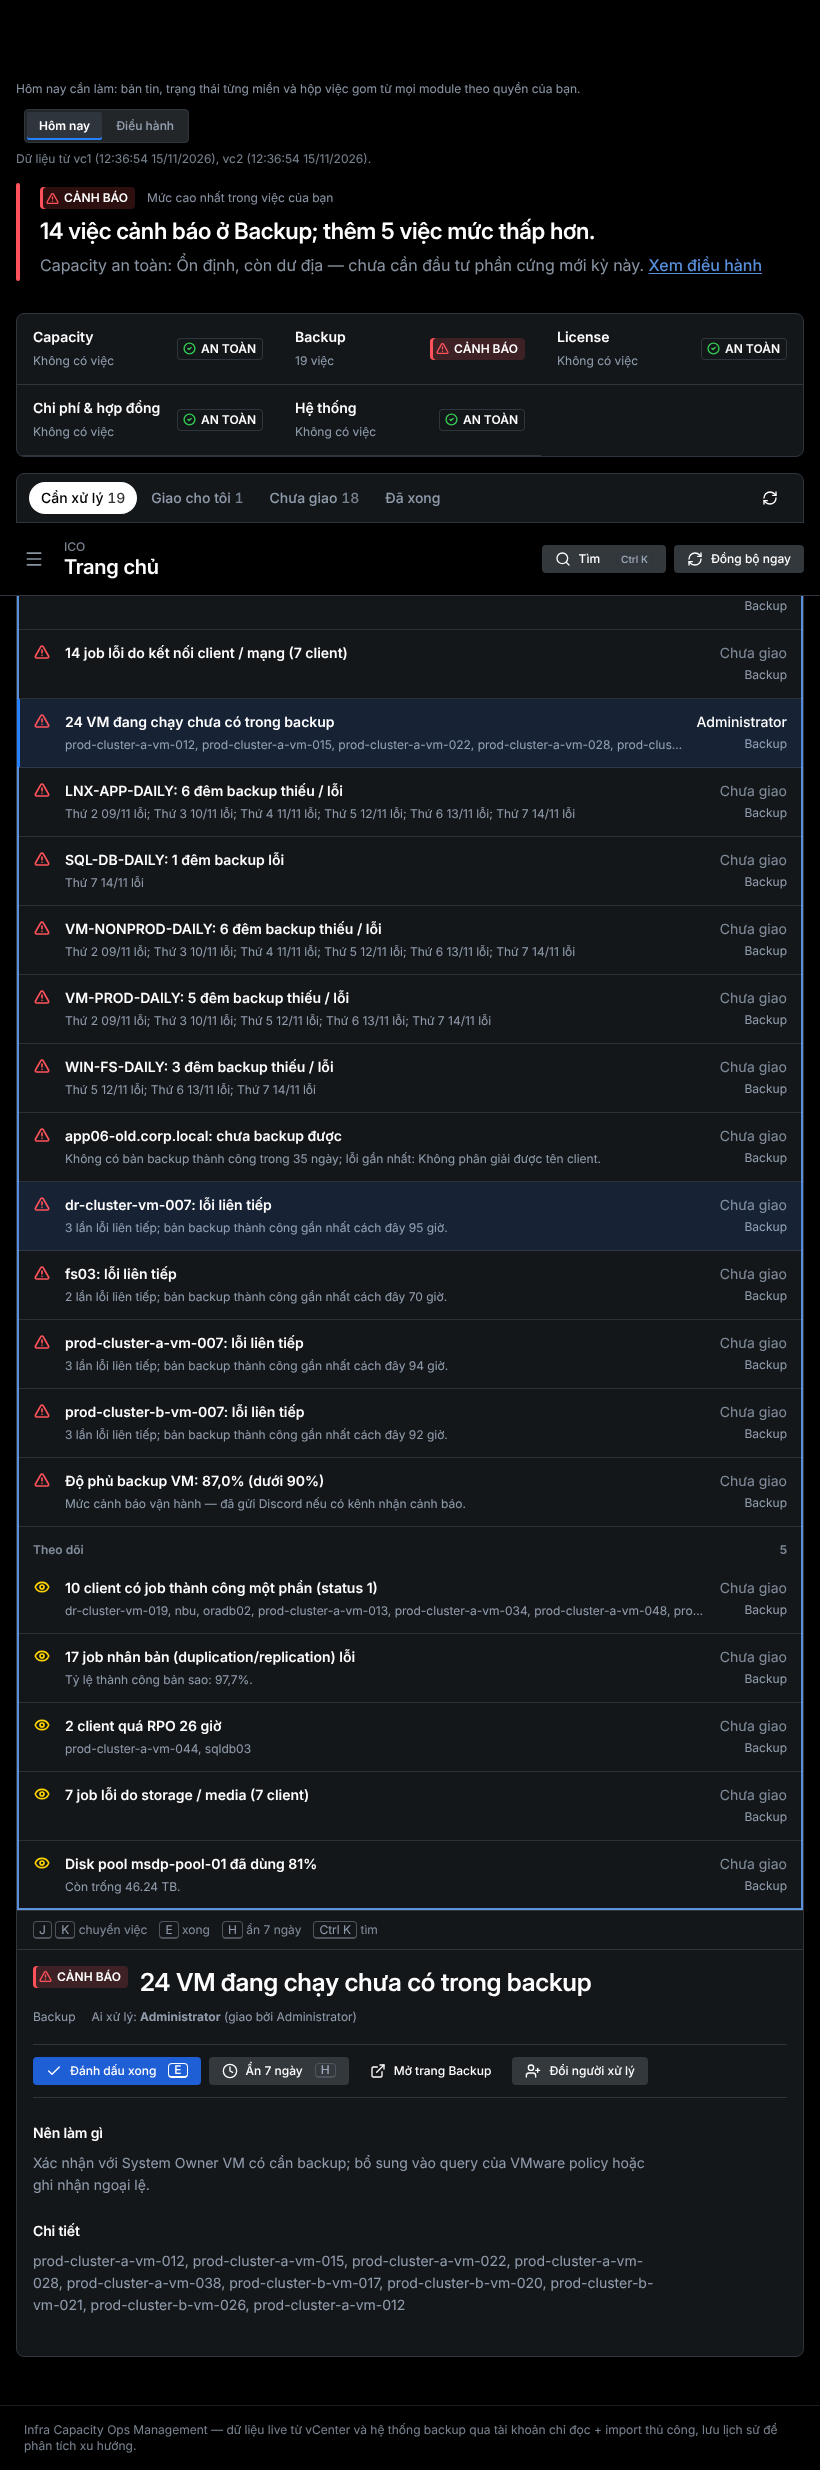 Hôm nay cần làm: bản tin, trạng thái từng miền và hộp việc gom từ mọi module theo quyền của bạn.
Hôm nay Điều hành
Dữ liệu từ vc1 (12:36:54 15/11/2026), vc2 (12:36:54 15/11/2026).
CẢNH BÁO Mức cao nhất trong việc của bạn
14 việc cảnh báo ở Backup; thêm 5 việc mức thấp hơn.
Capacity an toàn: Ổn định, còn dư địa — chưa cần đầu tư phần cứng mới kỳ này. Xem điều hành
Capacity
Không có việc
AN TOÀN
Backup
19 việc
CẢNH BÁO
License
Không có việc
AN TOÀN
Chi phí & hợp đồng
Không có việc
AN TOÀN
Hệ thống
Không có việc
AN TOÀN
Cần xử lý 19 Giao cho tôi 1 Chưa giao 18 Đã xong
ICO
Trang chủ
Tìm Ctrl K Đồng bộ ngay
Backup
14 job lỗi do kết nối client / mạng (7 client) Chưa giao
Backup
24 VM đang chạy chưa có trong backup Administrator
prod-cluster-a-vm-012, prod-cluster-a-vm-015, prod-cluster-a-vm-022, prod-cluster-a-vm-028, prod-clus... Backup
LNX-APP-DAILY: 6 đêm backup thiếu / lỗi Chưa giao
Thứ 2 09/11 lỗi; Thứ 3 10/11 lỗi; Thứ 4 11/11 lỗi; Thứ 5 12/11 lỗi; Thứ 6 13/11 lỗi; Thứ 7 14/11 lỗi Backup
SQL-DB-DAILY: 1 đêm backup lỗi Chưa giao
Thứ 7 14/11 lỗi Backup
VM-NONPROD-DAILY: 6 đêm backup thiếu / lỗi Chưa giao
Thứ 2 09/11 lỗi; Thứ 3 10/11 lỗi; Thứ 4 11/11 lỗi; Thứ 5 12/11 lỗi; Thứ 6 13/11 lỗi; Thứ 7 14/11 lỗi Backup
VM-PROD-DAILY: 5 đêm backup thiếu / lỗi Chưa giao
Thứ 2 09/11 lỗi; Thứ 3 10/11 lỗi; Thứ 5 12/11 lỗi; Thứ 6 13/11 lỗi; Thứ 7 14/11 lỗi Backup
WIN-FS-DAILY: 3 đêm backup thiếu / lỗi Chưa giao
Thứ 5 12/11 lỗi; Thứ 6 13/11 lỗi; Thứ 7 14/11 lỗi Backup
app06-old.corp.local: chưa backup được Chưa giao
Không có bản backup thành công trong 35 ngày; lỗi gần nhất: Không phân giải được tên client. Backup
dr-cluster-vm-007: lỗi liên tiếp Chưa giao
3 lần lỗi liên tiếp; bản backup thành công gần nhất cách đây 95 giờ. Backup
fs03: lỗi liên tiếp Chưa giao
2 lần lỗi liên tiếp; bản backup thành công gần nhất cách đây 70 giờ. Backup
prod-cluster-a-vm-007: lỗi liên tiếp Chưa giao
3 lần lỗi liên tiếp; bản backup thành công gần nhất cách đây 94 giờ. Backup
prod-cluster-b-vm-007: lỗi liên tiếp Chưa giao
3 lần lỗi liên tiếp; bản backup thành công gần nhất cách đây 92 giờ. Backup
Độ phủ backup VM: 87,0% (dưới 90%) Chưa giao
Mức cảnh báo vận hành — đã gửi Discord nếu có kênh nhận cảnh báo. Backup
Theo dõi 5
10 client có job thành công một phần (status 1) Chưa giao
dr-cluster-vm-019, nbu, oradb02, prod-cluster-a-vm-013, prod-cluster-a-vm-034, prod-cluster-a-vm-048, pro... Backup
17 job nhân bản (duplication/replication) lỗi Chưa giao
Tỷ lệ thành công bản sao: 97,7%. Backup
2 client quá RPO 26 giờ Chưa giao
prod-cluster-a-vm-044, sqldb03 Backup
7 job lỗi do storage / media (7 client) Chưa giao
Backup
Disk pool msdp-pool-01 đã dùng 81% Chưa giao
Còn trống 46.24 TB. Backup
J K chuyển việc E xong H ẩn 7 ngày Ctrl K tìm
CẢNH BÁO 24 VM đang chạy chưa có trong backup
Backup Ai xử lý: Administrator (giao bởi Administrator)
Đánh dấu xong E Ẩn 7 ngày H Mở trang Backup Đổi người xử lý
Nên làm gì
Xác nhận với System Owner VM có cần backup; bổ sung vào query của VMware policy hoặc
ghi nhận ngoại lệ.
Chi tiết
prod-cluster-a-vm-012, prod-cluster-a-vm-015, prod-cluster-a-vm-022, prod-cluster-a-vm-
028, prod-cluster-a-vm-038, prod-cluster-b-vm-017, prod-cluster-b-vm-020, prod-cluster-b-
vm-021, prod-cluster-b-vm-026, prod-cluster-a-vm-012
Infra Capacity Ops Management — dữ liệu live từ vCenter và hệ thống backup qua tài khoản chỉ đọc + import thủ công, lưu lịch sử để
phân tích xu hướng.